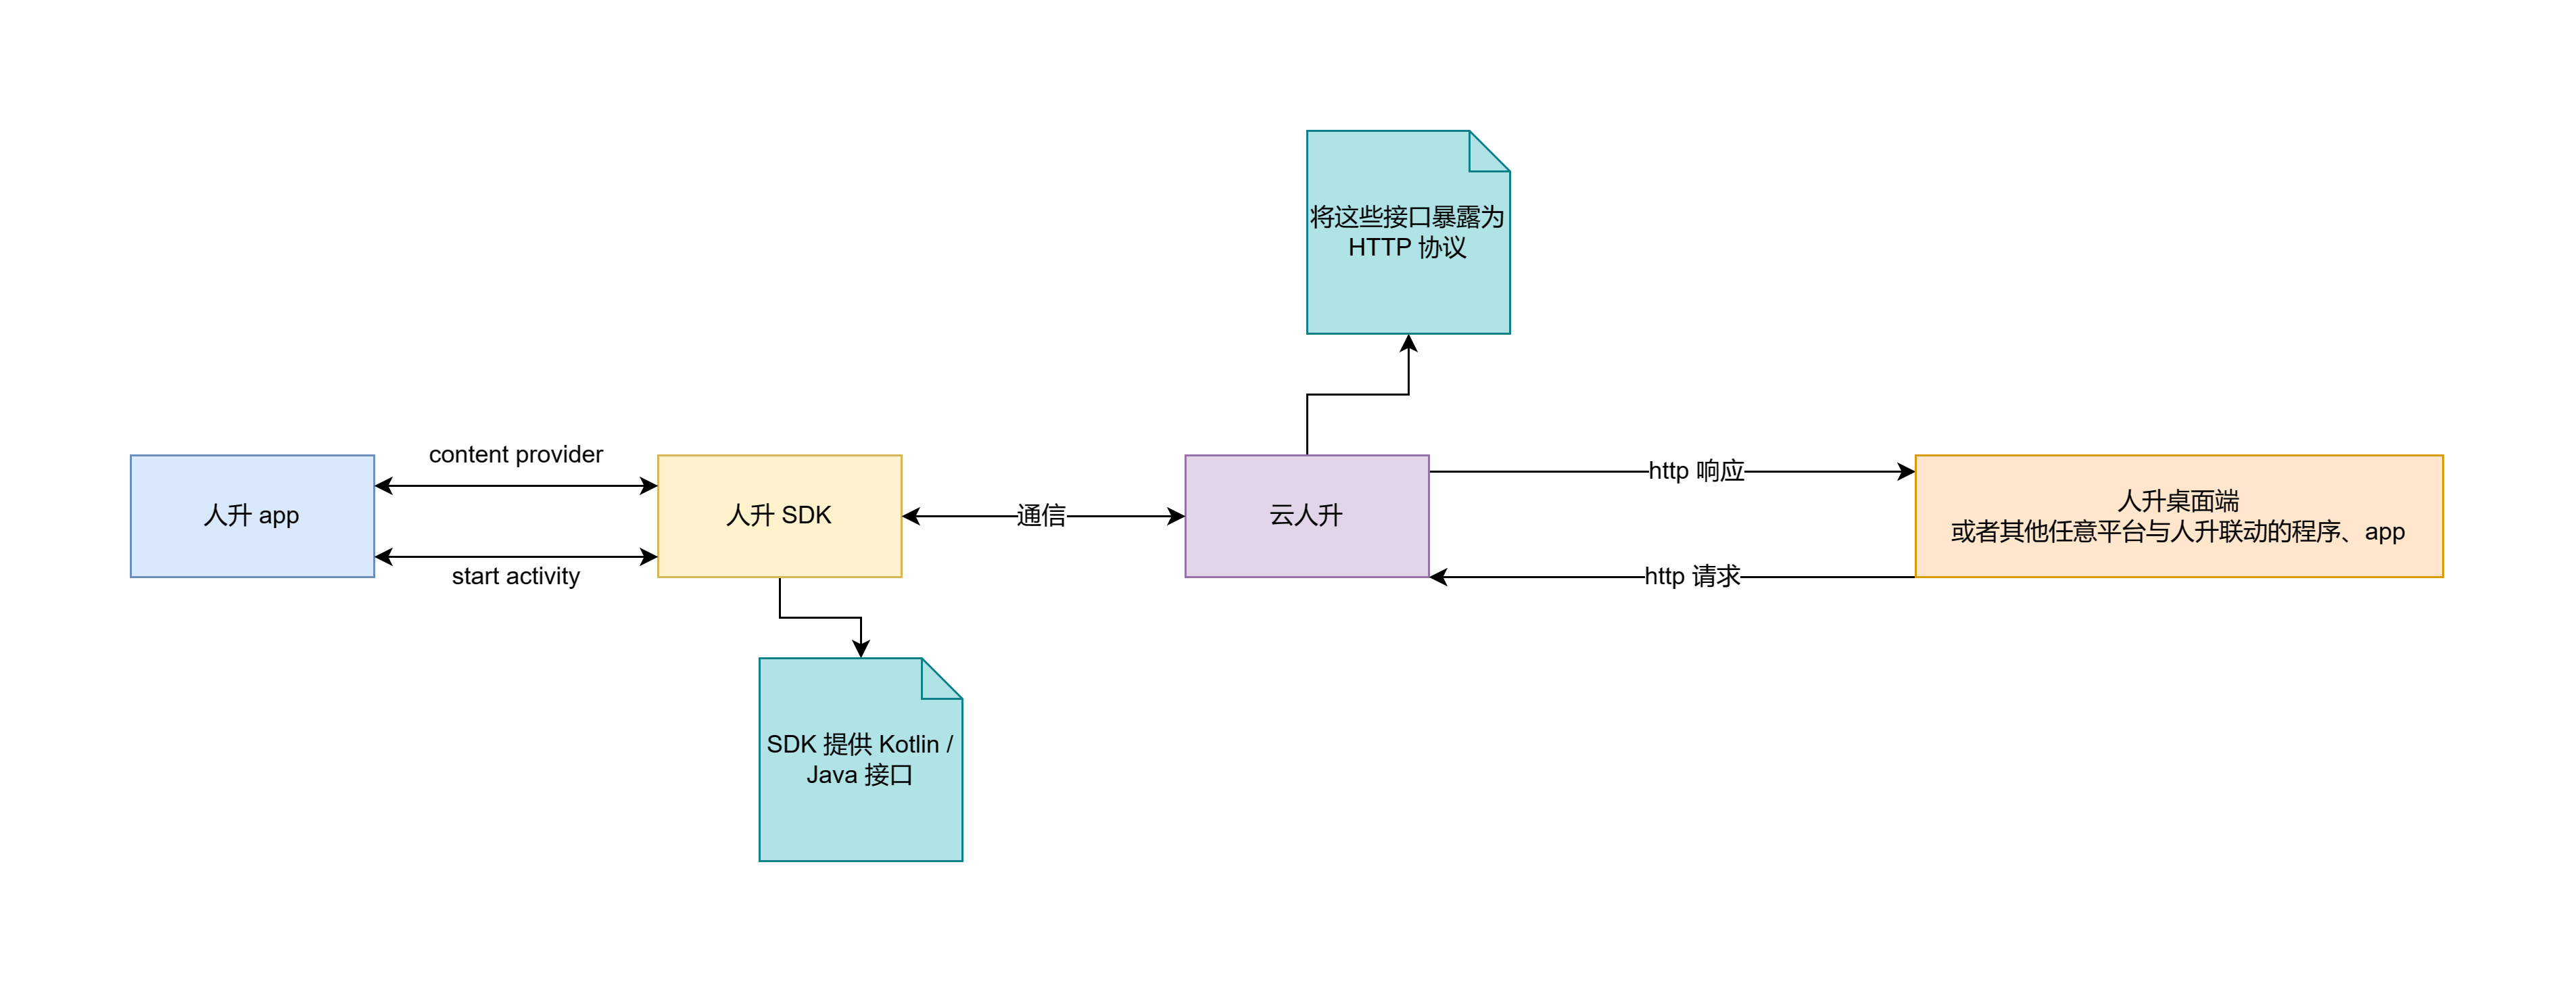 将这些接口暴露为
HTTP 协议
content provider
人升 app
start activity
人升 SDK
通信
云人升
http 响应
http 请求
人升桌面端
或者其他任意平台与人升联动的程序、app
SDK 提供 Kotlin /
Java 接口